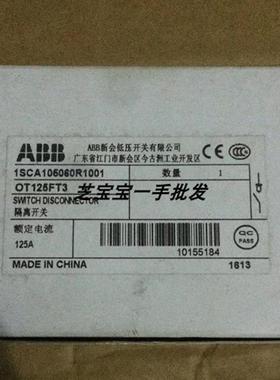 ABB
ABB新会低压开关有限公司
广东省江门市新会区今古洲工业开发区
CCC
1SCA105060R1001
数量 1
OT125FT3
SWITCH DISCONNECTOR
隔离开关
芝宝宝一手批发
额定电流
125A
10155184
QC
PASS
MADE IN CHINA
1613